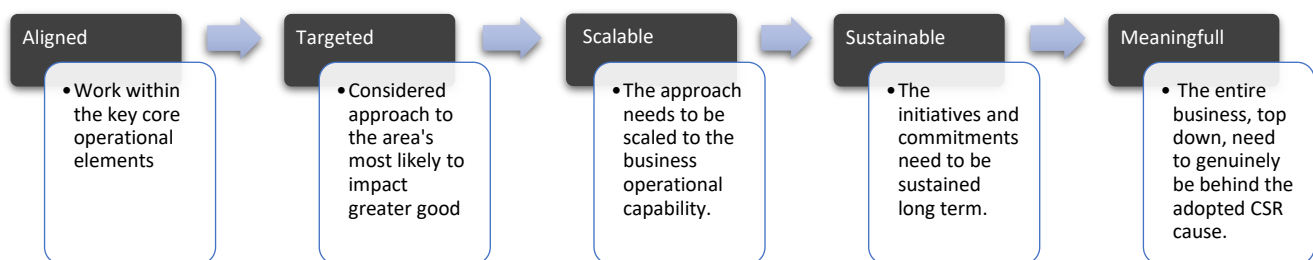 Aligned
•Work within
the key core
operational
elements
Targeted
•Considered
approach to
the area's
most likely to
impact
greater good
Scalable
•The approach
needs to be
scaled to the
business
operational
capability.
Sustainable
•The
initiatives and
commitments
need to be
sustained
long term.
Meaningfull
• The entire
business, top
down, need
to genuinely
be behind the
adopted CSR
cause.